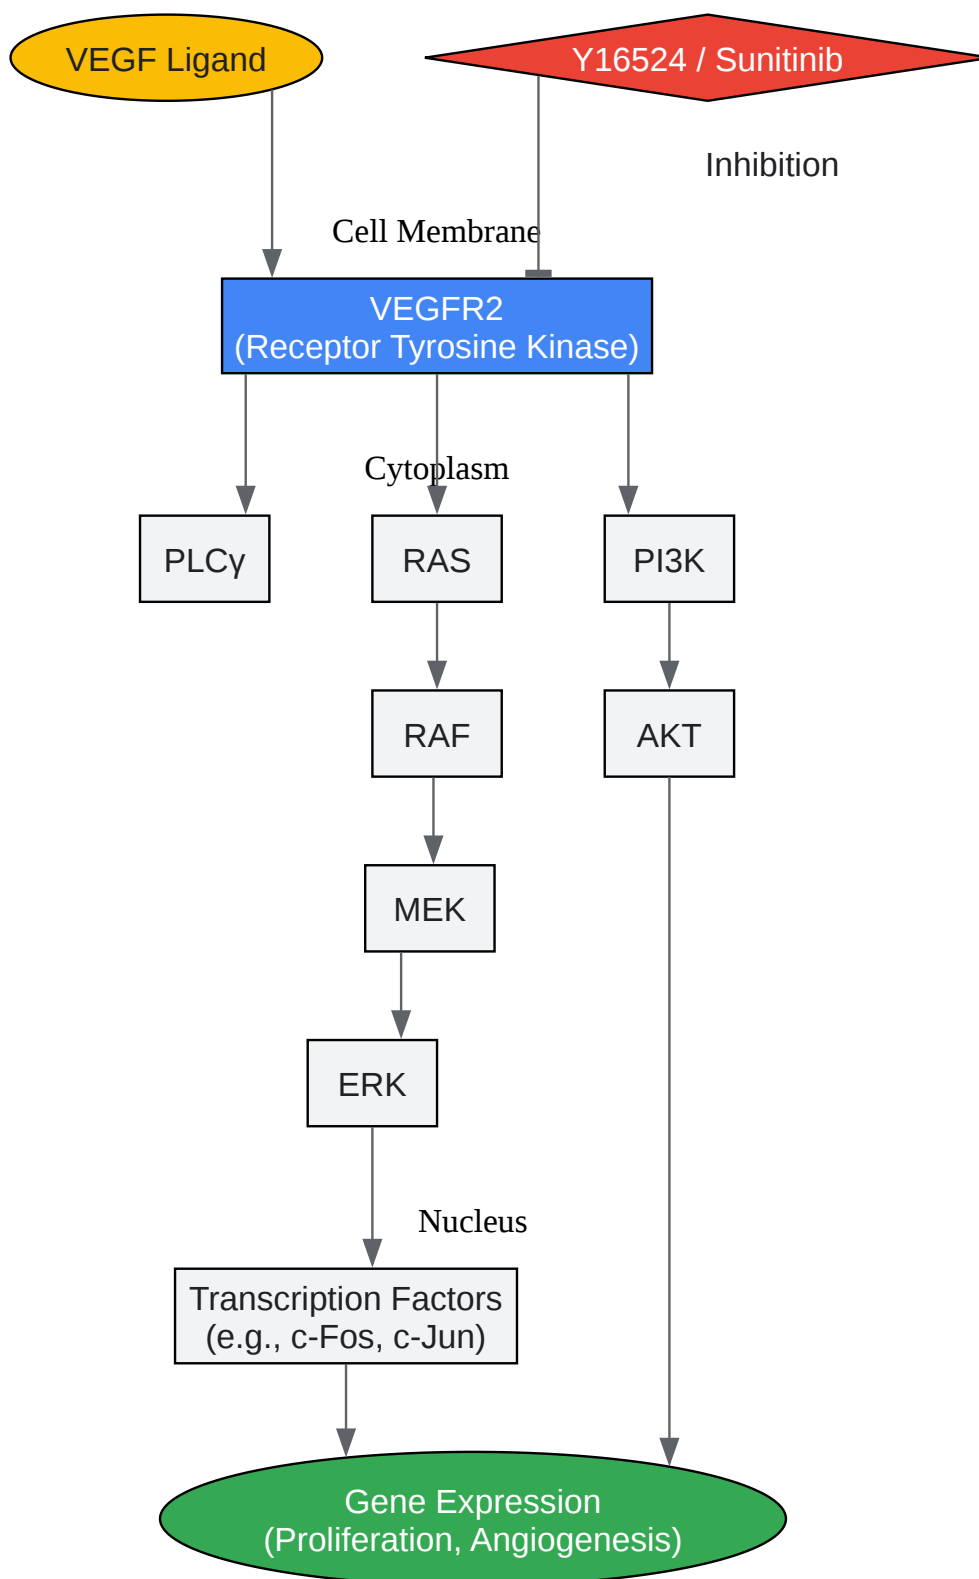 VEGF Ligand
Y16524 / Sunitinib
Inhibition
Cell Membrane
VEGFR2
(Receptor Tyrosine Kinase)
Cytoplasm
PLCγ
RAS
PI3K
RAF
AKT
MEK
ERK
Nucleus
Transcription Factors
(e.g., c-Fos, c-Jun)
Gene Expression
(Proliferation, Angiogenesis)